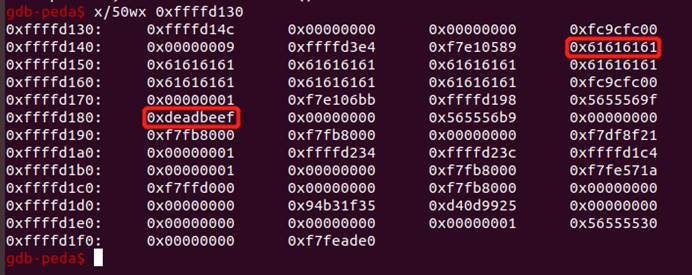 gdb-peda$ x/50wx 0xffffd130
0xffffd130: 0xffffd14c 0x00000000 0x00000000 0xfc9cfc00
0xffffd140: 0x00000009 0xffffd3e4 0xf7e10589 0x61616161
0xffffd150: 0x61616161 0x61616161 0x61616161 0x61616161
0xffffd160: 0x61616161 0x61616161 0x61616161 0xfc9cfc00
0xffffd170: 0x00000001 0xf7e106bb 0xffffd198 0x5655569f
0xffffd180: 0xdeadbeef 0x00000000 0x565556b9 0x00000000
0xffffd190: 0xf7fb8000 0xf7fb8000 0x00000000 0xf7df8f21
0xffffd1a0: 0x00000001 0xffffd234 0xffffd23c 0xffffd1c4
0xffffd1b0: 0x00000001 0x00000000 0xf7fb8000 0xf7fe571a
0xffffd1c0: 0xf7ffd000 0x00000000 0xf7fb8000 0x00000000
0xffffd1d0: 0x00000000 0x94b31f35 0xd40d9925 0x00000000
0xffffd1e0: 0x00000000 0x00000000 0x00000001 0x56555530
0xffffd1f0: 0x00000000 0xf7feade0
gdb-peda$